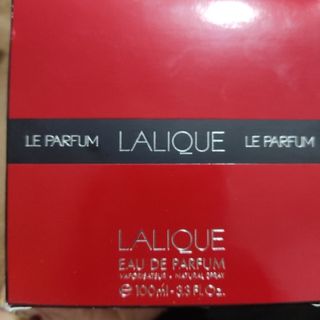 LE PARFUM LALIQUE LE PARFUM
LALIQUE
EAU DE PARFUM
VAPORISATEUR • NATURAL SPRAY
℮ 100ml - 3.3 Fl.Oz.